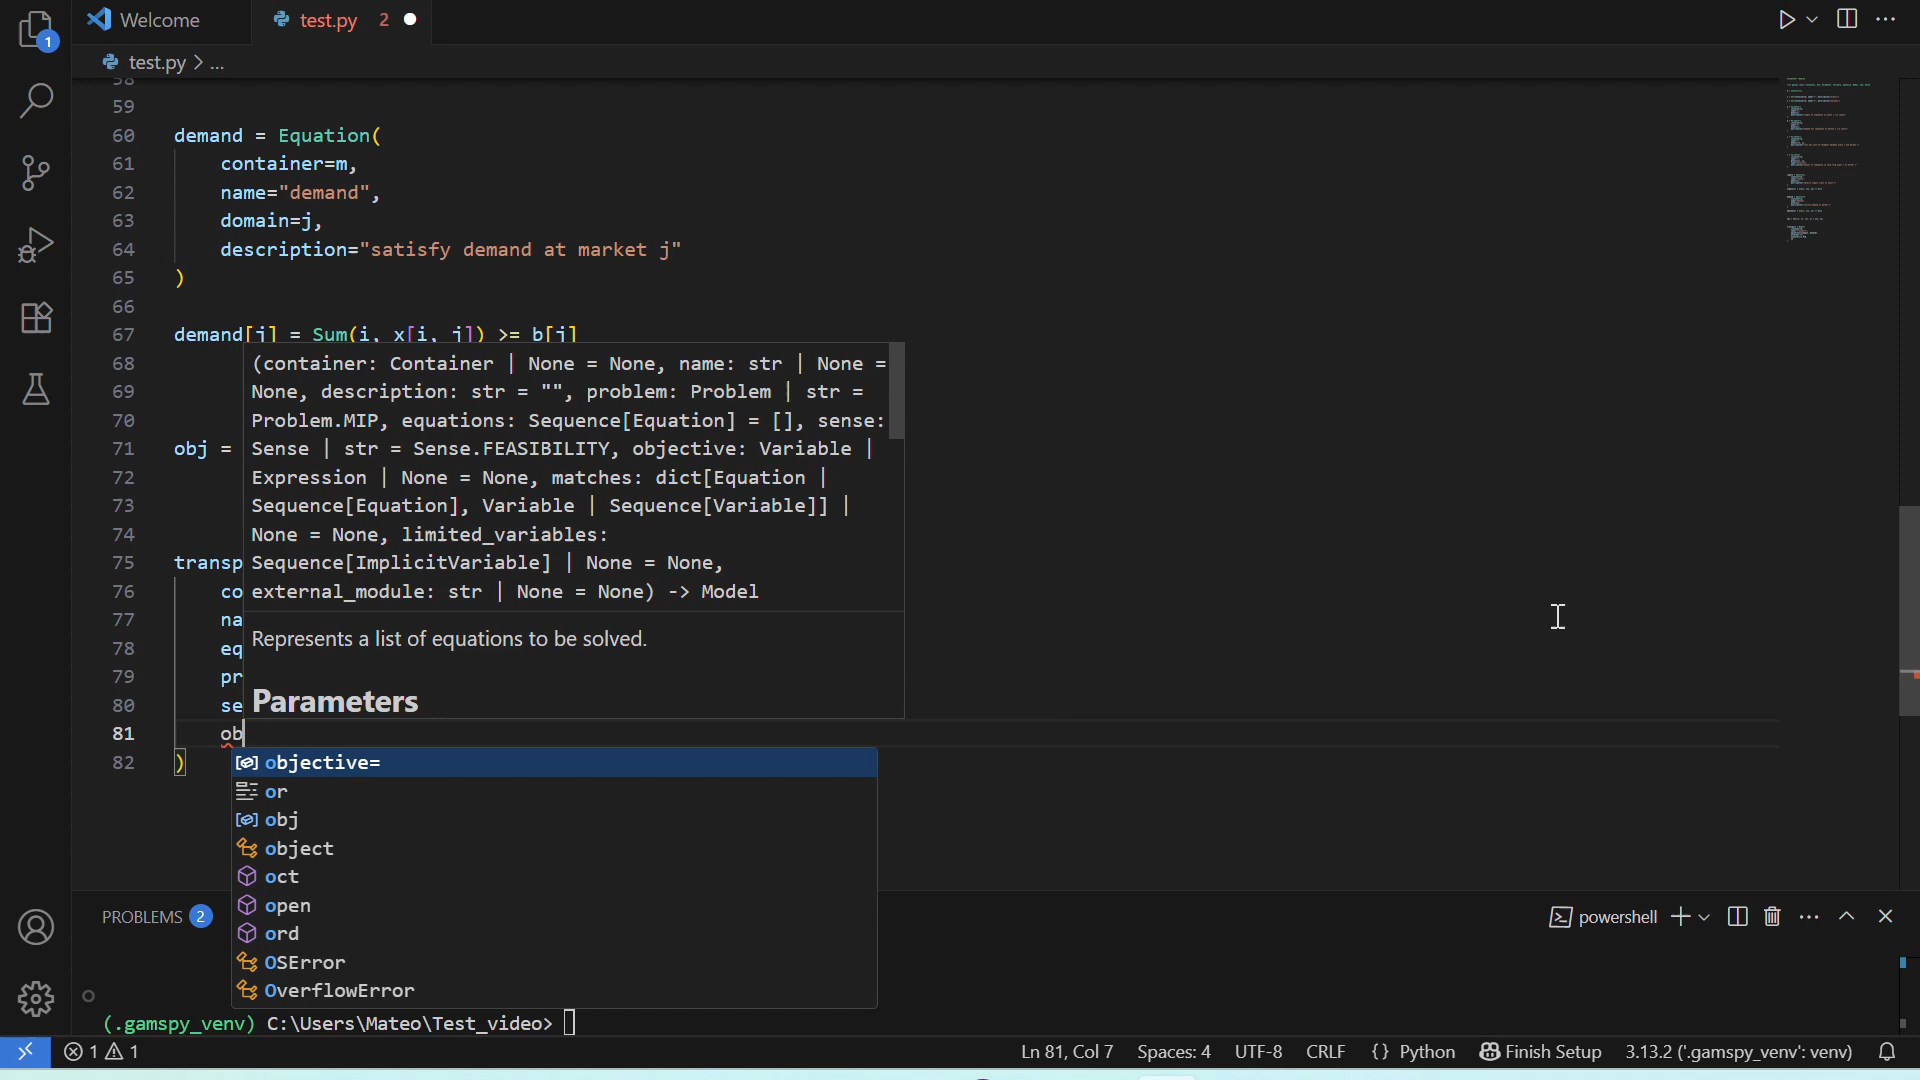 Welcome
test.py 2
1
test.py > ...
58
59
60 demand = Equation(
61 container=m,
62 name="demand",
63 domain=j,
64 description="satisfy demand at market j"
65 )
66
67 demand[j] = Sum(i, x[i, j]) >= b[j]
68
69
70
71 obj =
72
73
74
75 transp
76 co
77 na
78 eq
79 pr
80 se
81 ob
82 )
(container: Container | None = None, name: str | None =
None, description: str = "", problem: Problem | str =
Problem.MIP, equations: Sequence[Equation] = [], sense:
Sense | str = Sense.FEASIBILITY, objective: Variable |
Expression | None = None, matches: dict[Equation |
Sequence[Equation], Variable | Sequence[Variable]] |
None = None, limited_variables:
Sequence[ImplicitVariable] | None = None,
external_module: str | None = None) -> Model
Represents a list of equations to be solved.
Parameters
objective=
or
obj
object
oct
open
ord
OSError
OverflowError
PROBLEMS 2
powershell
(.gamspy_venv) C:\Users\Mateo\Test_video>
1 1
Ln 81, Col 7 Spaces: 4 UTF-8 CRLF {} Python Finish Setup 3.13.2 ('.gamspy_venv': venv)